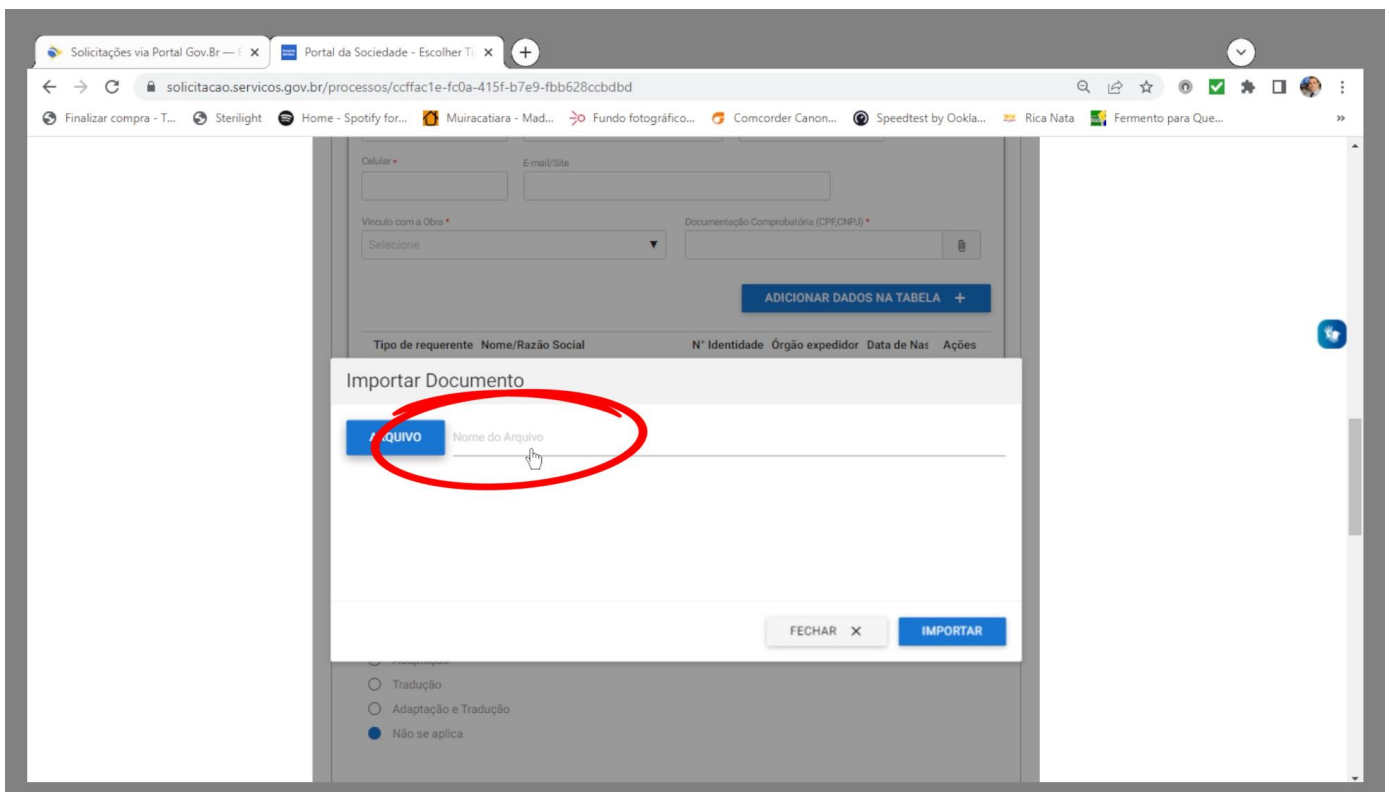 Solicitações via Portal Gov.Br — F
Portal da Sociedade - Escolher Ti
solicitacao.servicos.gov.br/processos/ccffac1e-fc0a-415f-b7e9-fbb628ccbdbd
Finalizar compra - T... Sterilight Home - Spotify for... Muiracatiara - Mad... Fundo fotográfico... Comcorder Canon... Speedtest by Ookla... Rica Nata Fermento para Que... »
Celular * E-mail/Site
Vinculo com a Obra * Documentação Comprobatória (CPF,CNPJ) *
Selecione
ADICIONAR DADOS NA TABELA +
Tipo de requerente Nome/Razão Social N° Identidade Órgão expedidor Data de Nas Ações
Importar Documento
ARQUIVO Nome do Arquivo
FECHAR X IMPORTAR
Adaptação
Tradução
Adaptação e Tradução
Não se aplica